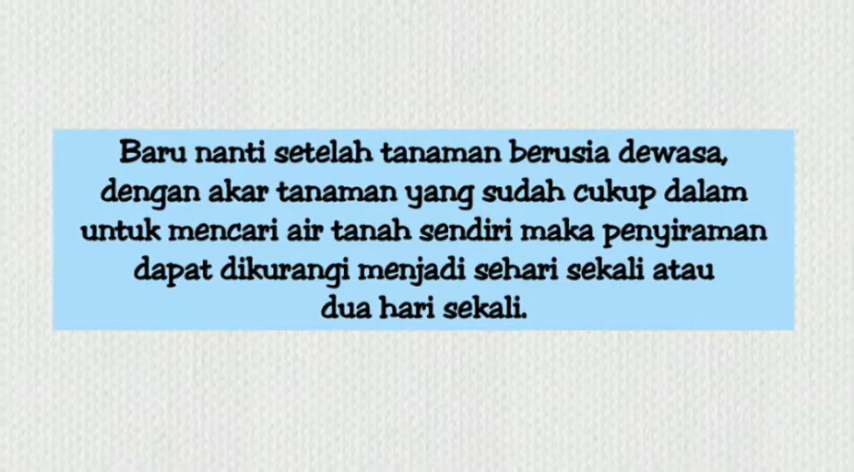 Baru nanti setelah tanaman berusia dewasa,
dengan akar tanaman yang sudah cukup dalam
untuk mencari air tanah sendiri maka penyiraman
dapat dikurangi menjadi sehari sekali atau
dua hari sekali.